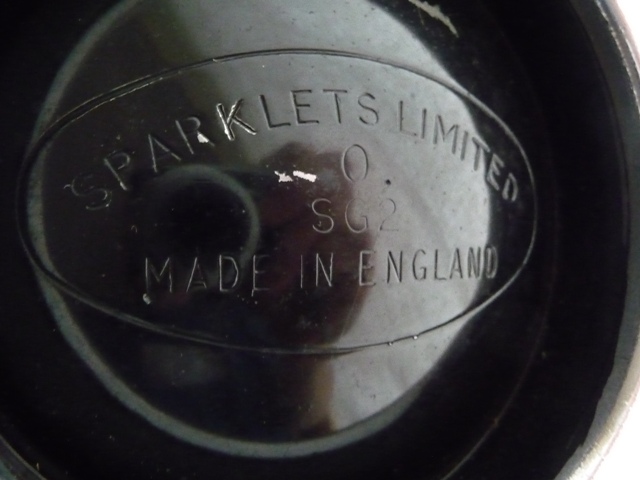 SPARKLETS LIMITED
O.
SG2
MADE IN ENGLAND